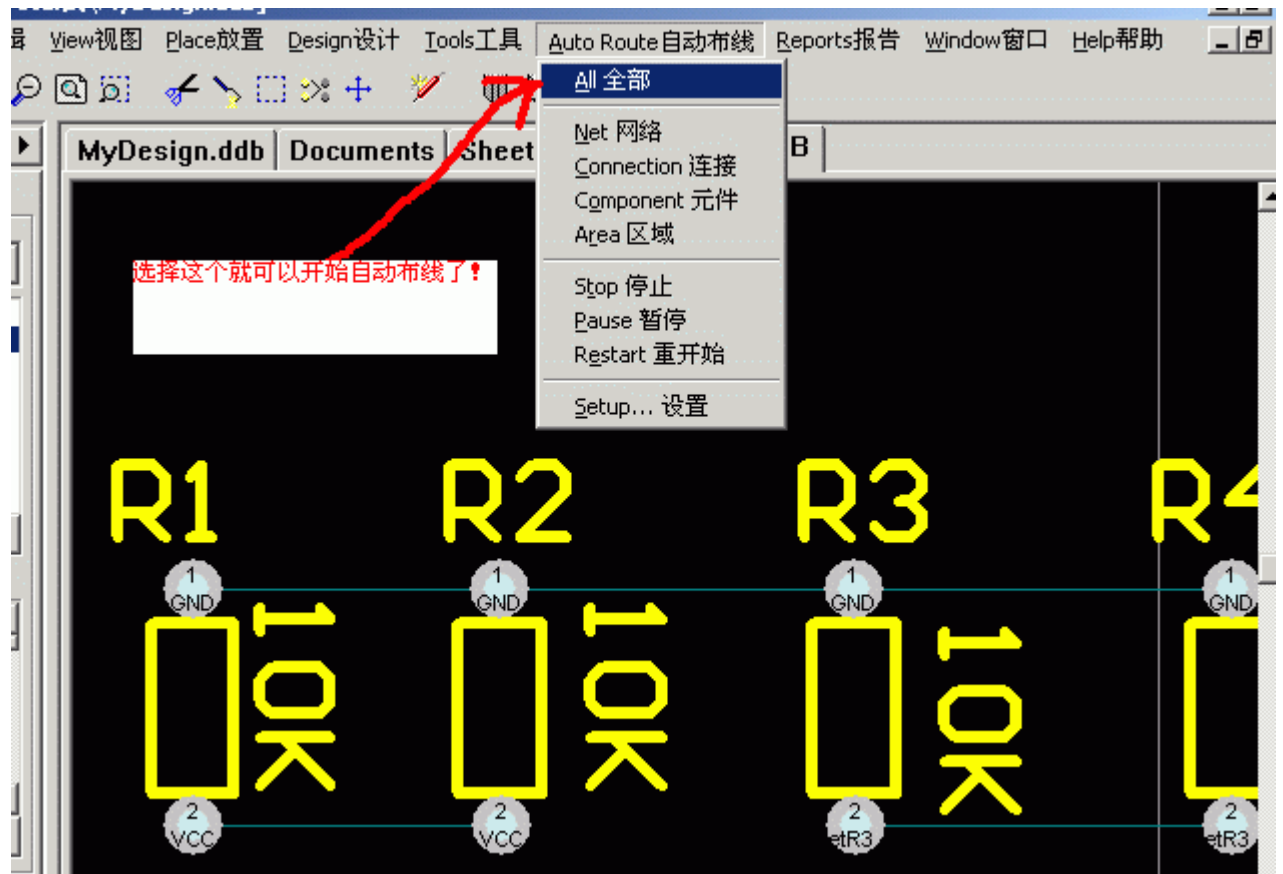 View视图 Place放置 Design设计 Tools工具 Auto Route自动布线 Reports报告 Window窗口 Help帮助
All 全部
Net 网络
Connection 连接
Component 元件
Area 区域
Stop 停止
Pause 暂停
Restart 重开始
Setup... 设置
MyDesign.ddb Documents Sheet B
选择这个就可以开始自动布线了!
R1 R2 R3 R4
1 1 1 1
GND GND GND GND
10K 10K 10K
2 2 2 2
VCC VCC etR3 etR3